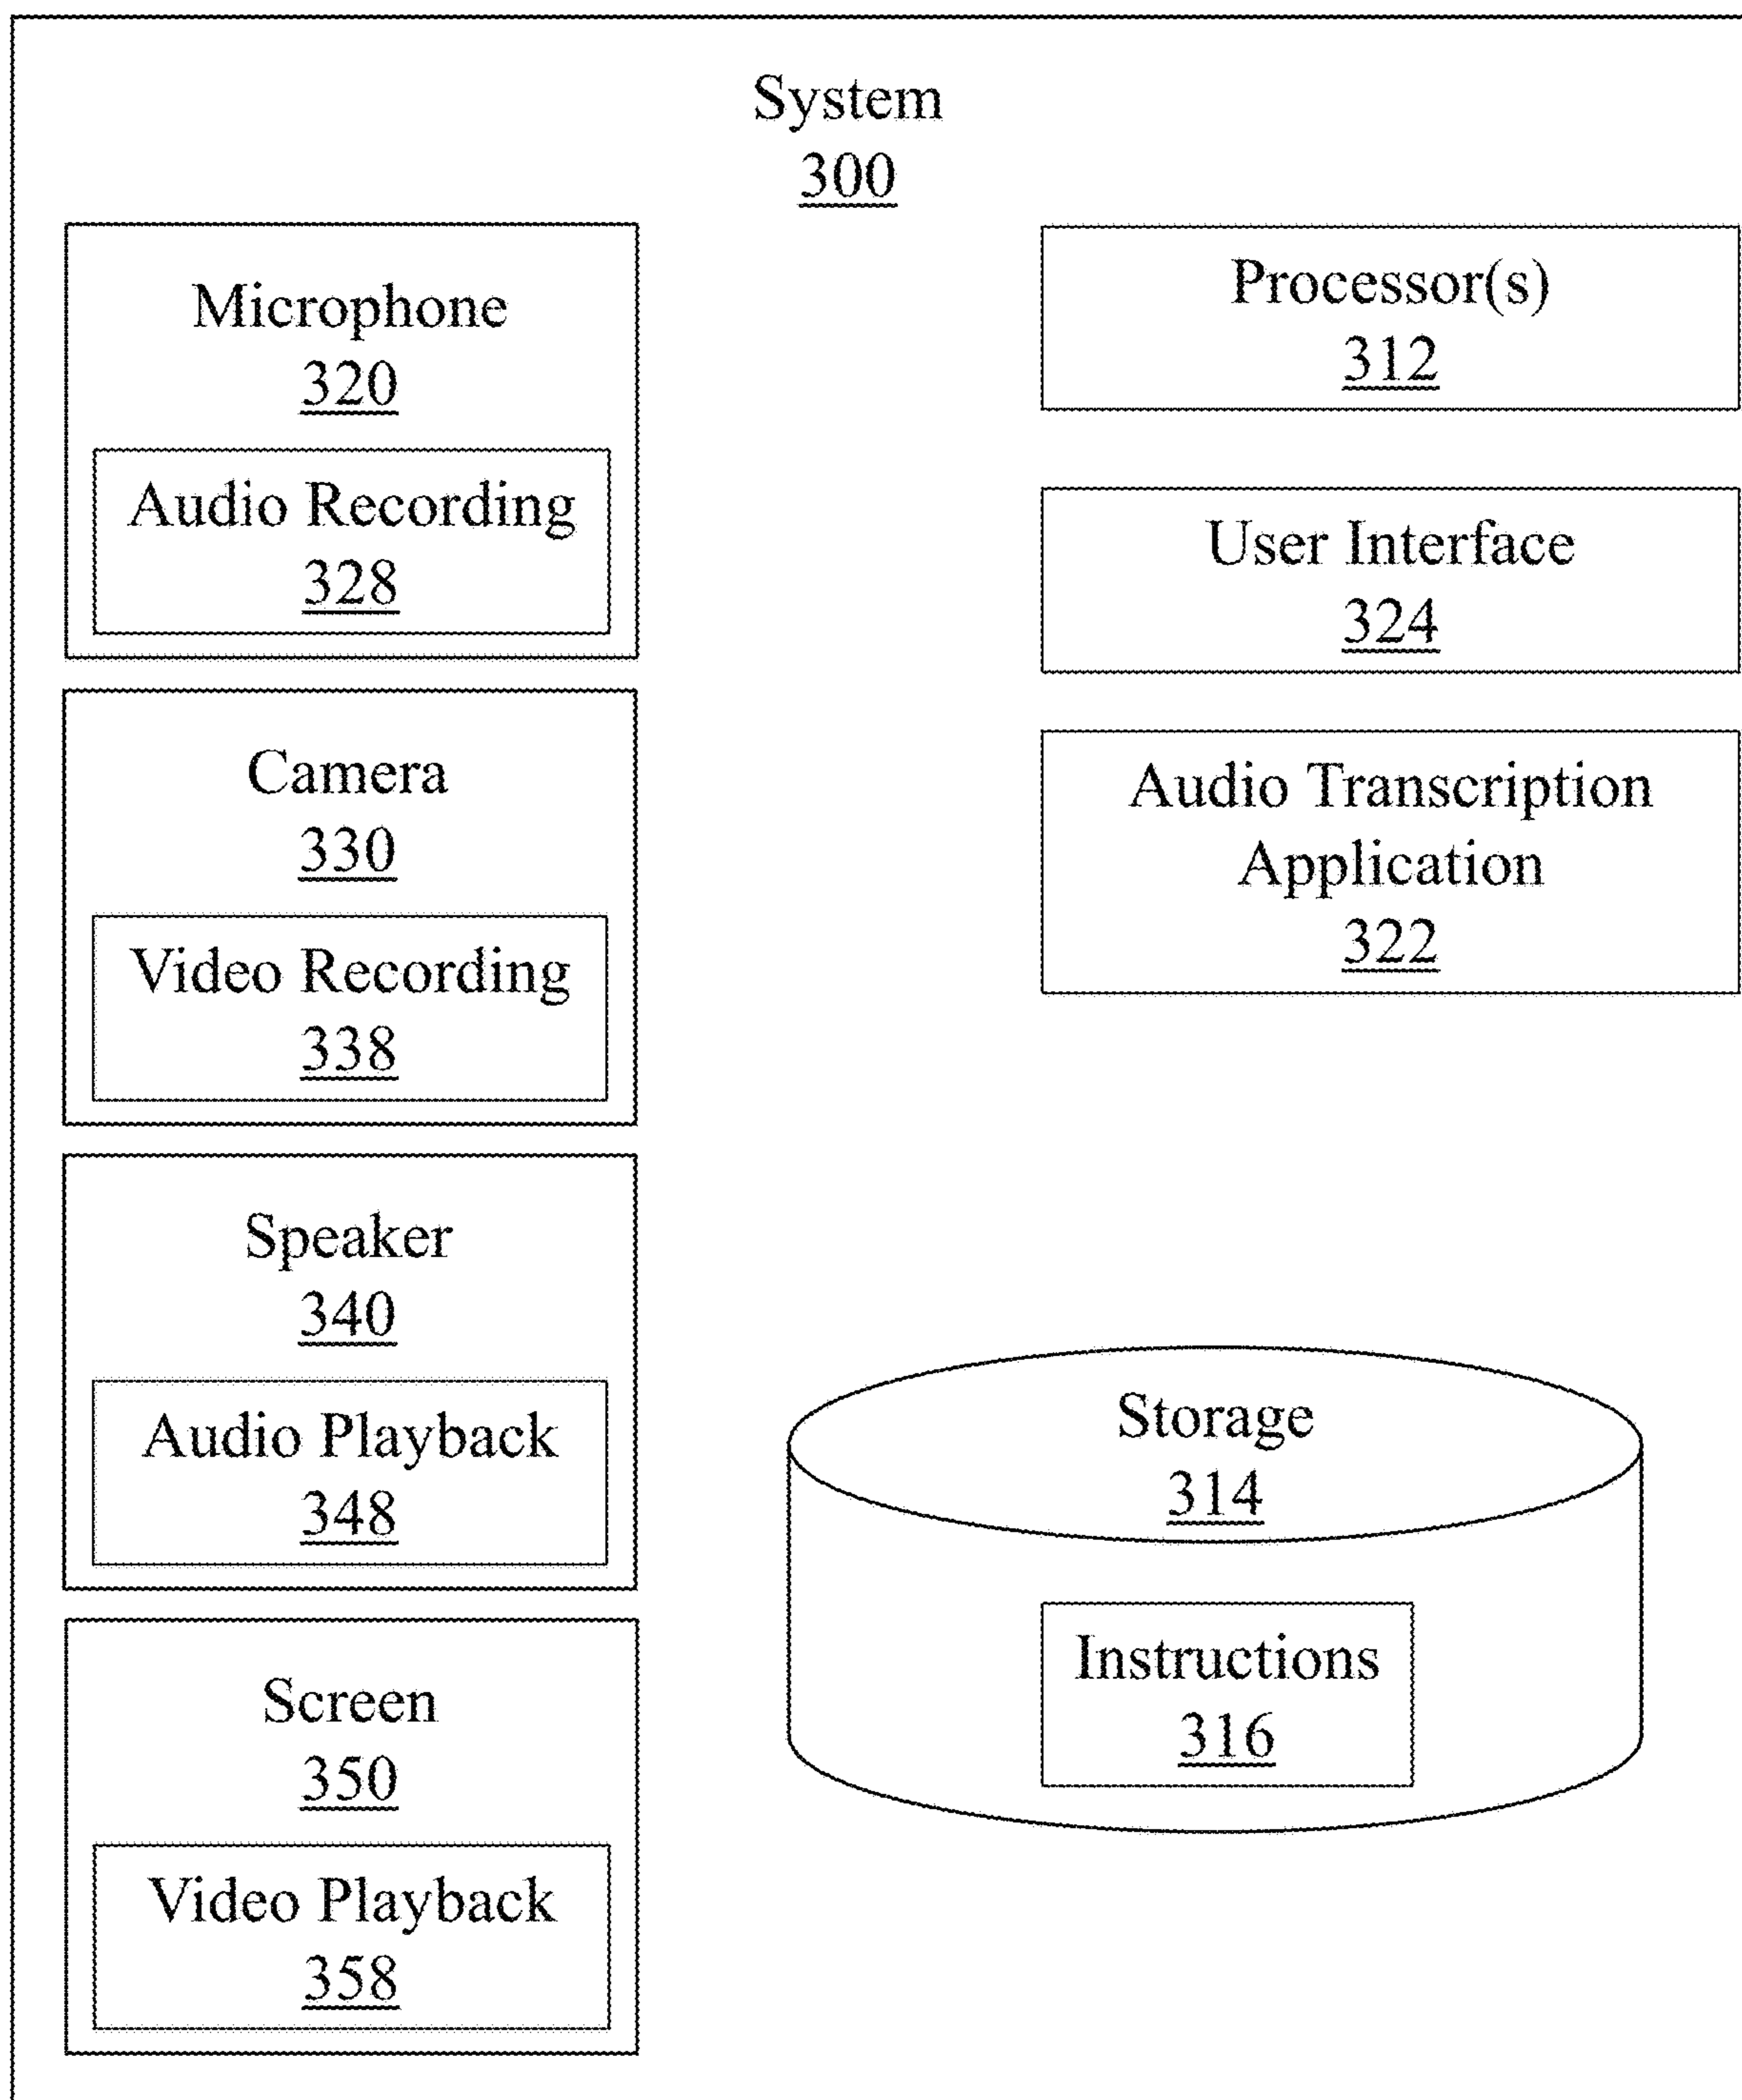 System
300
Microphone
320
Audio Recording
328
Camera
330
Video Recording
338
Speaker
340
Audio Playback
348
Screen
350
Video Playback
358
Processor(s)
312
User Interface
324
Audio Transcription
Application
322
Storage
314
Instructions
316